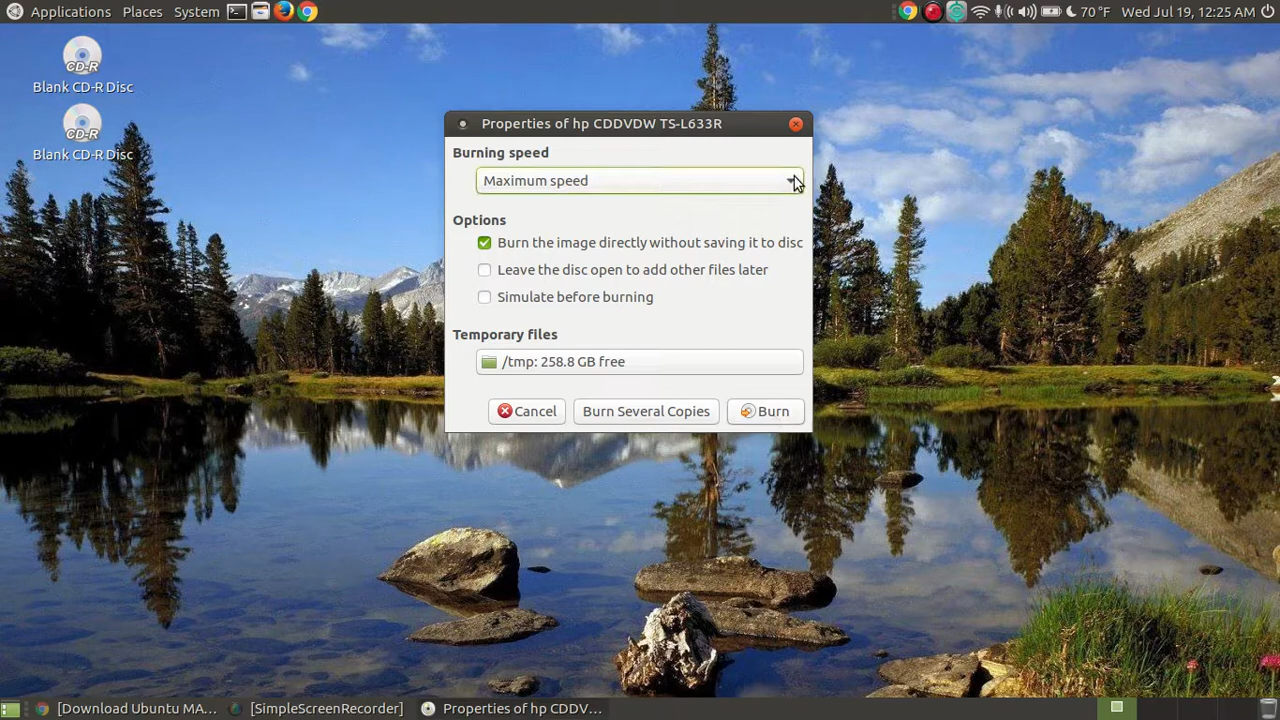 Applications Places System
70 °F Wed Jul 19, 12:25 AM
CD-R
Blank CD-R Disc
CD-R
Blank CD-R Disc
Properties of hp CDDVDW TS-L633R
Burning speed
Maximum speed
Options
Burn the image directly without saving it to disc
Leave the disc open to add other files later
Simulate before burning
Temporary files
/tmp: 258.8 GB free
Cancel Burn Several Copies Burn
[Download Ubuntu MA... [SimpleScreenRecorder] Properties of hp CDDV...